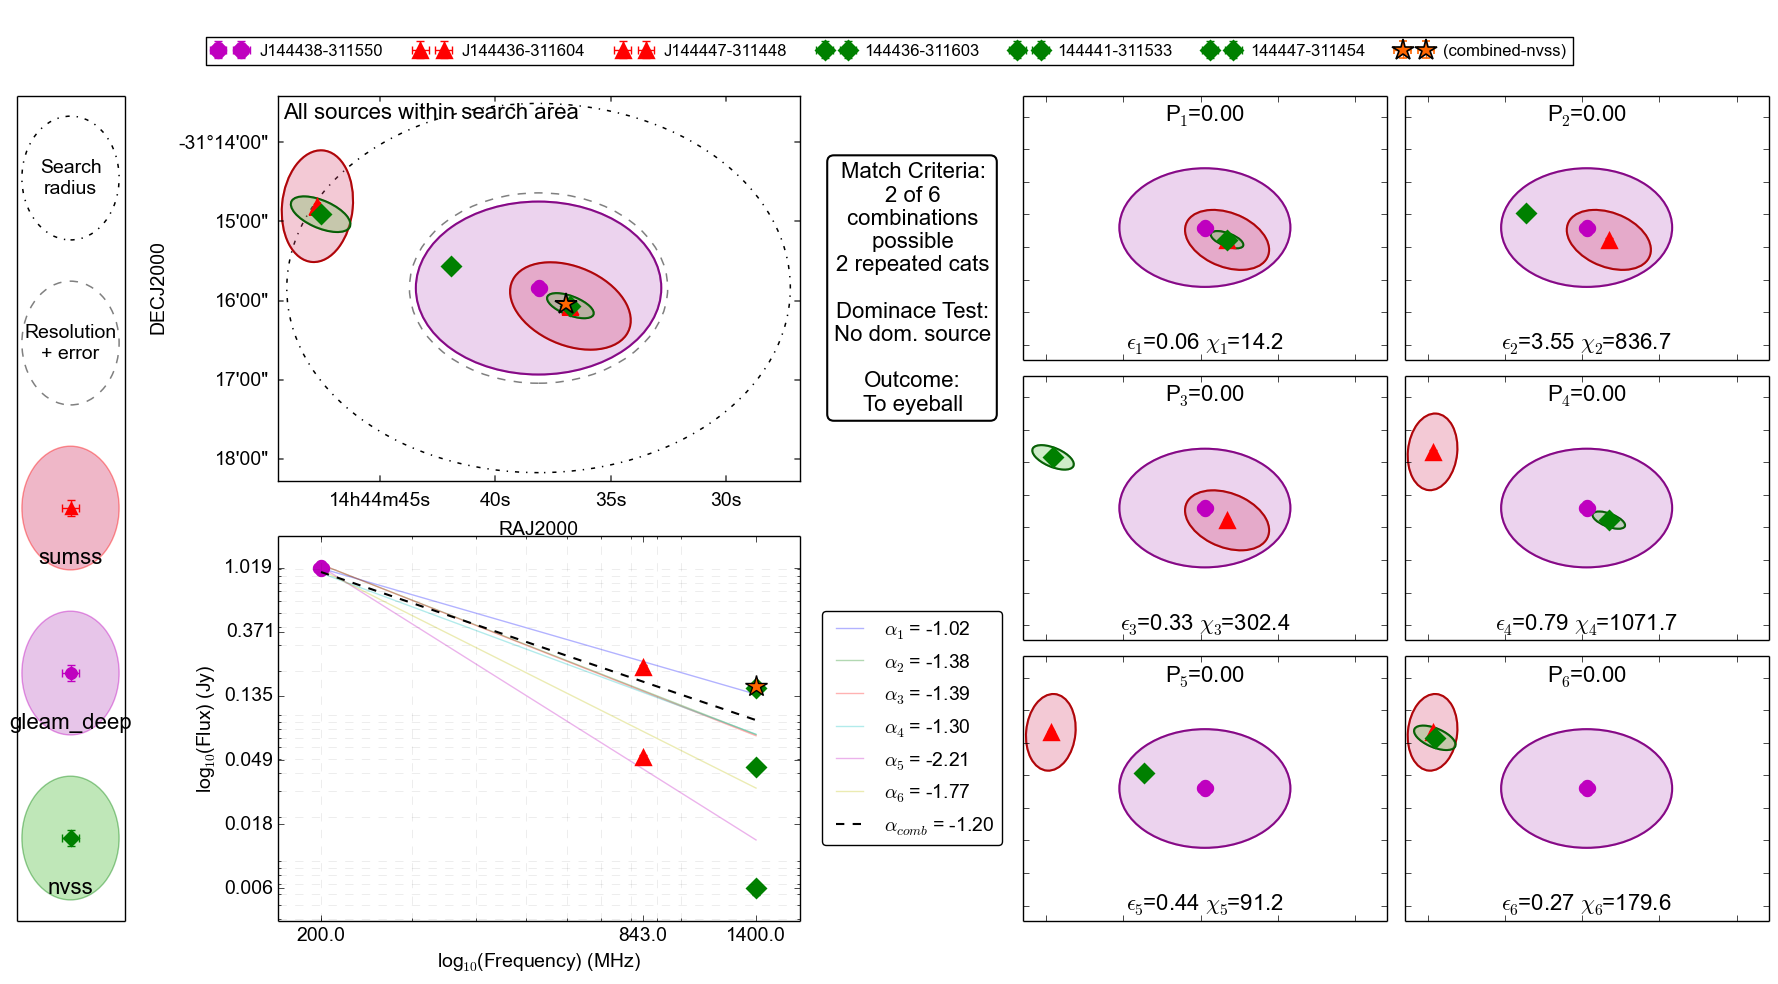 J144438-311550 J144436-311604 J144447-311448 144436-311603 144441-311533 144447-311454 (combined-nvss)
Search
radius
Resolution
+ error
sumss
gleam_deep
nvss
All sources within search area
DECJ2000
-31°14'00"
15'00"
16'00"
17'00"
18'00"
14h44m45s 40s 35s 30s
RAJ2000
Match Criteria:
2 of 6
combinations
possible
2 repeated cats
Dominace Test:
No dom. source
Outcome:
To eyeball
log10(Flux) (Jy)
1.019
0.371
0.135
0.049
0.018
0.006
200.0 843.0 1400.0
log10(Frequency) (MHz)
α1 = -1.02
α2 = -1.38
α3 = -1.39
α4 = -1.30
α5 = -2.21
α6 = -1.77
αcomb = -1.20
P1=0.00
ϵ1=0.06 χ1=14.2
P2=0.00
ϵ2=3.55 χ2=836.7
P3=0.00
ϵ3=0.33 χ3=302.4
P4=0.00
ϵ4=0.79 χ4=1071.7
P5=0.00
ϵ5=0.44 χ5=91.2
P6=0.00
ϵ6=0.27 χ6=179.6